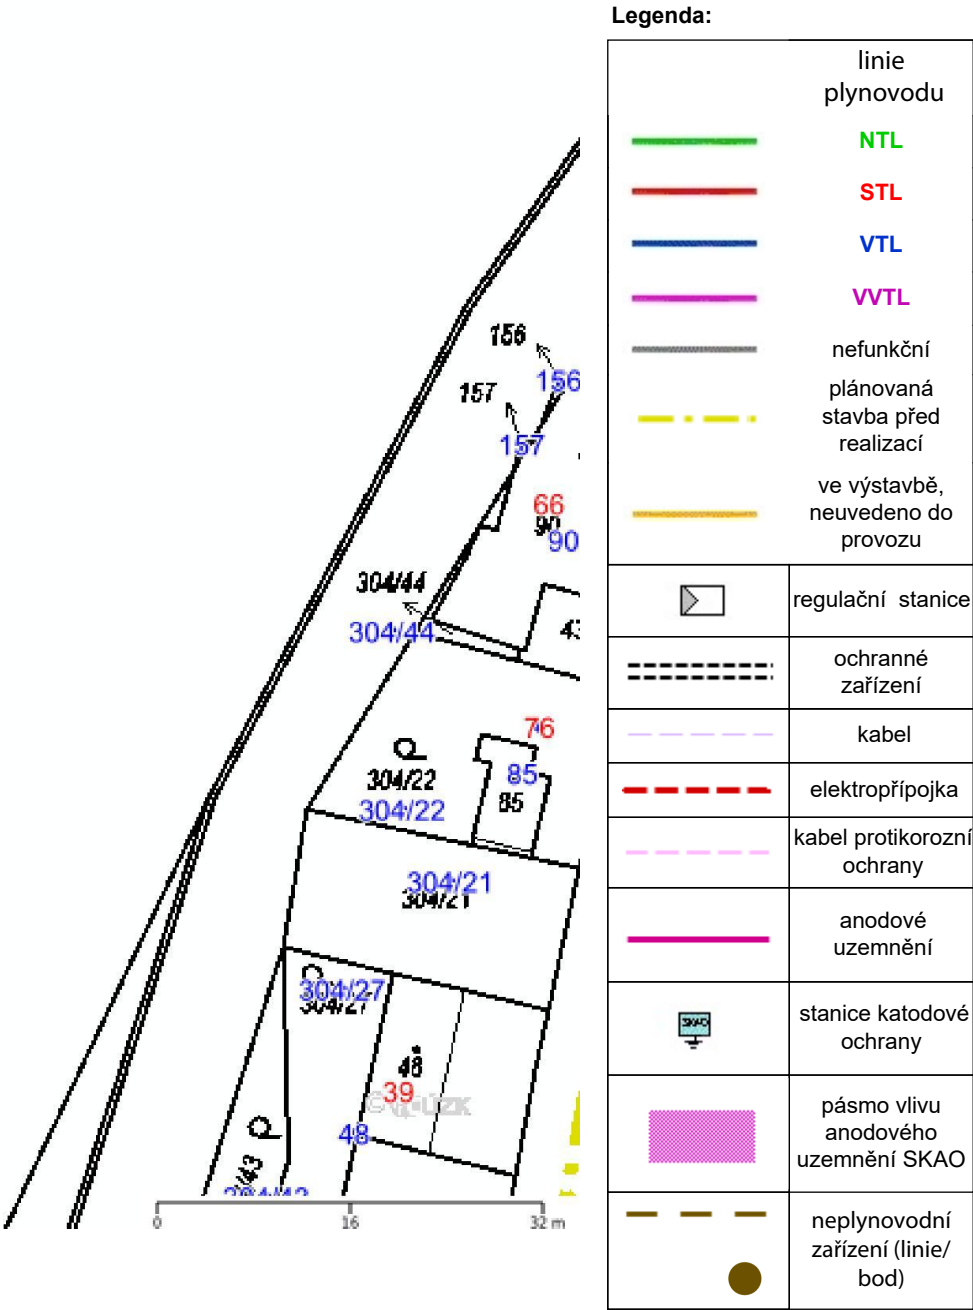 Legenda:
linie
plynovodu
NTL
STL
VTL
VVTL
nefunkční
plánovaná
stavba před
realizací
ve výstavbě,
neuvedeno do
provozu
regulační stanice
ochranné
zařízení
kabel
elektropřípojka
kabel protikorozní
ochrany
anodové
uzemnění
SKAO
stanice katodové
ochrany
pásmo vlivu
anodového
uzemnění SKAO
neplynovodní
zařízení (linie/
bod)
156
156
157
157
66
90
90
304/44
304/44
43
76
304/22
85
304/22
85
304/21
304/21
304/27
304/27
48
39
48
/43
0
16
32 m